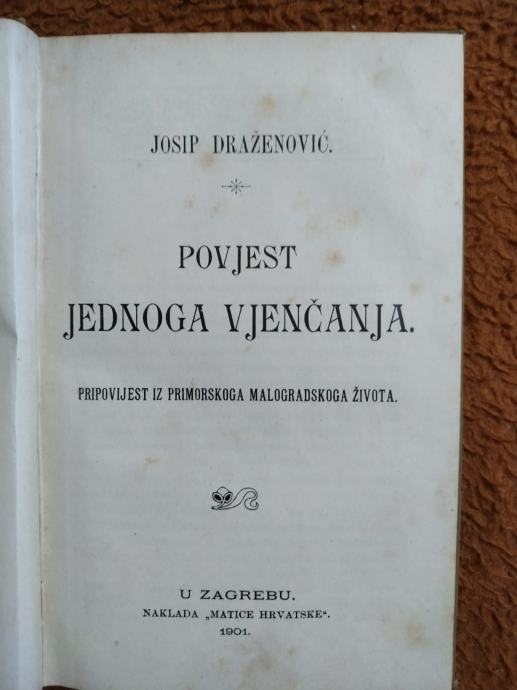 JOSIP DRAŽENOVIĆ.
POVJEST
JEDNOGA VJENČANJA.
PRIPOVIJEST IZ PRIMORSKOGA MALOGRADSKOGA ŽIVOTA.
U ZAGREBU.
NAKLADA „MATICE HRVATSKE“.
1901.